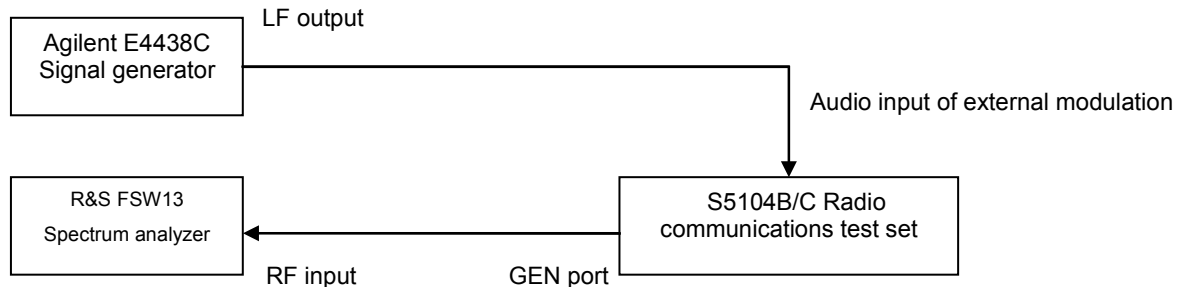 LF output
Agilent E4438C
Signal generator
Audio input of external modulation
R&S FSW13
Spectrum analyzer
S5104B/C Radio
communications test set
RF input
GEN port